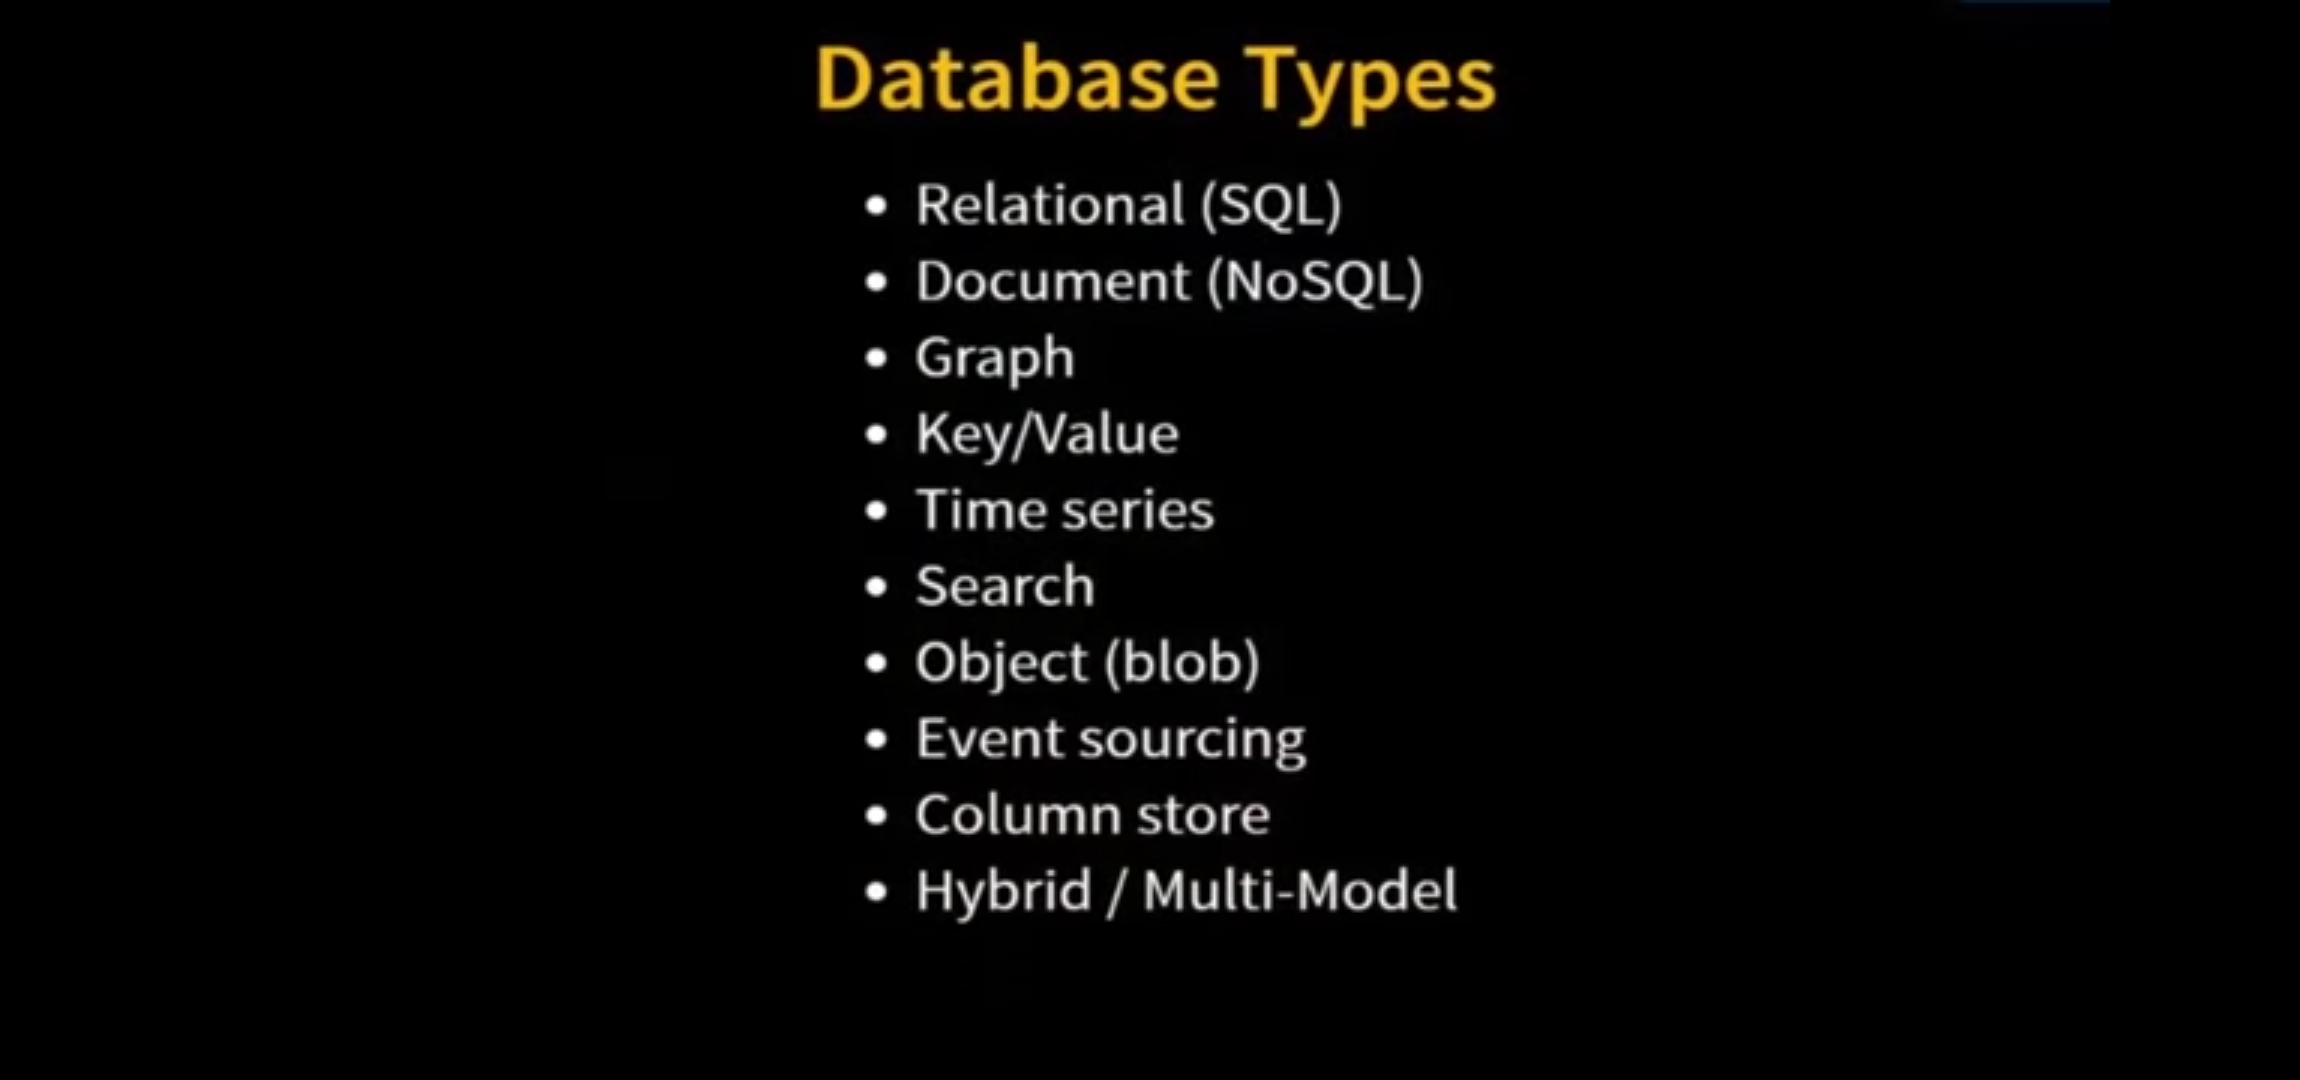 Database Types
• Relational (SQL)
• Document (NoSQL)
• Graph
• Key/Value
• Time series
• Search
• Object (blob)
• Event sourcing
• Column store
• Hybrid / Multi-Model